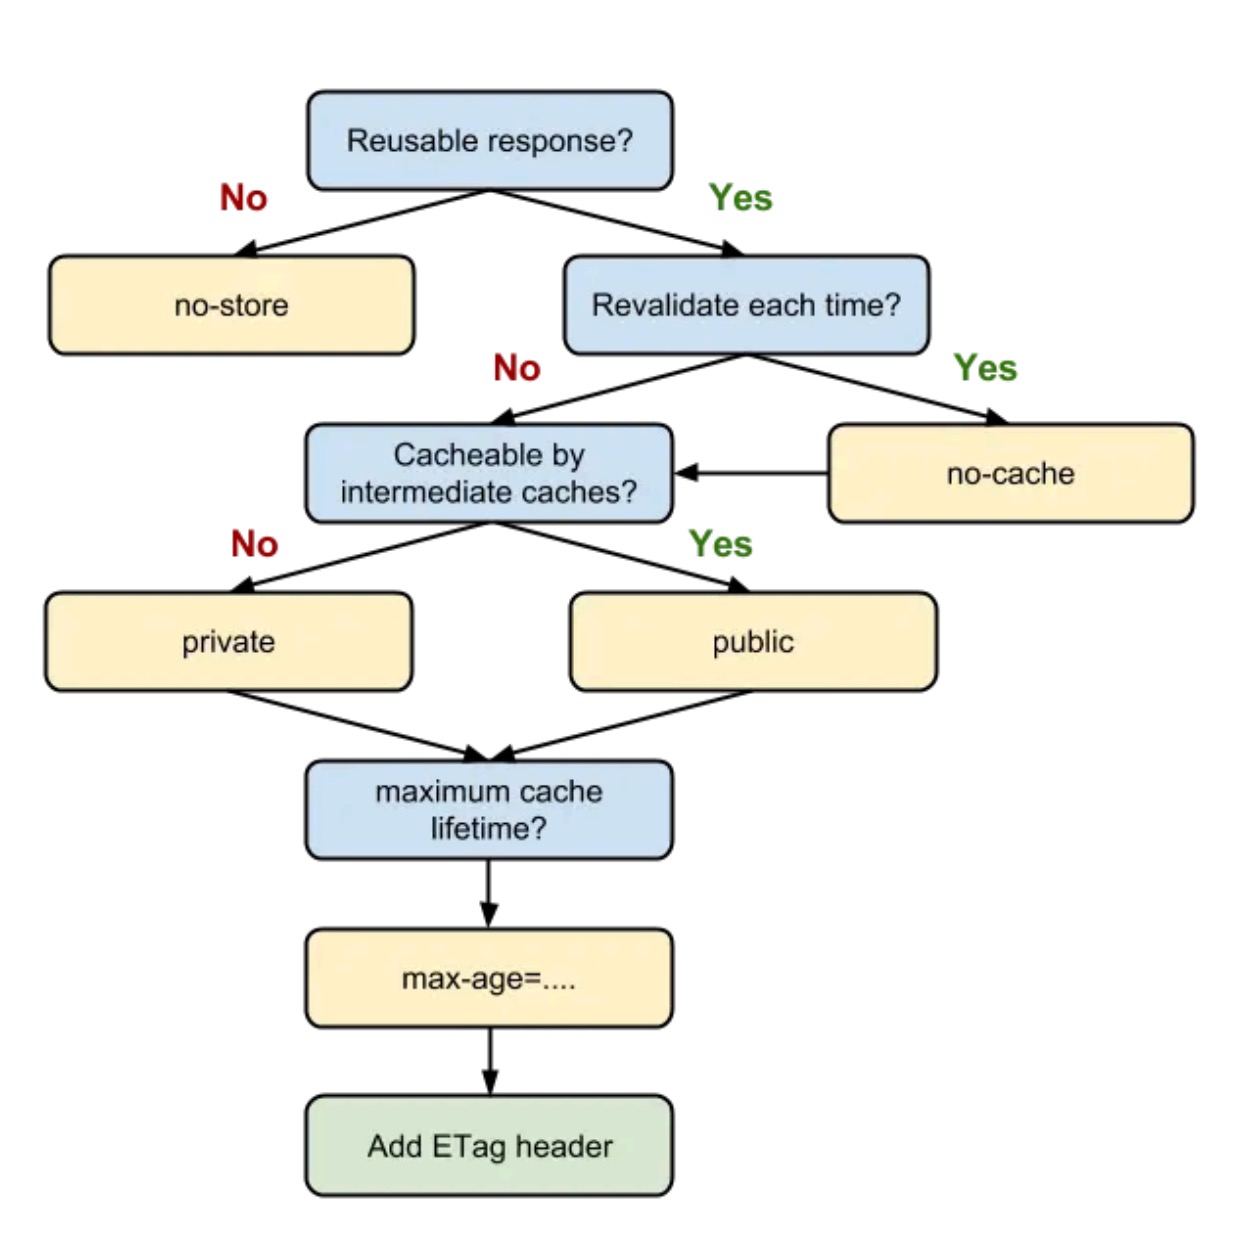 Reusable response?
No
Yes
no-store
Revalidate each time?
No
Yes
Cacheable by
intermediate caches?
no-cache
No
Yes
private
public
maximum cache
lifetime?
max-age=....
Add ETag header